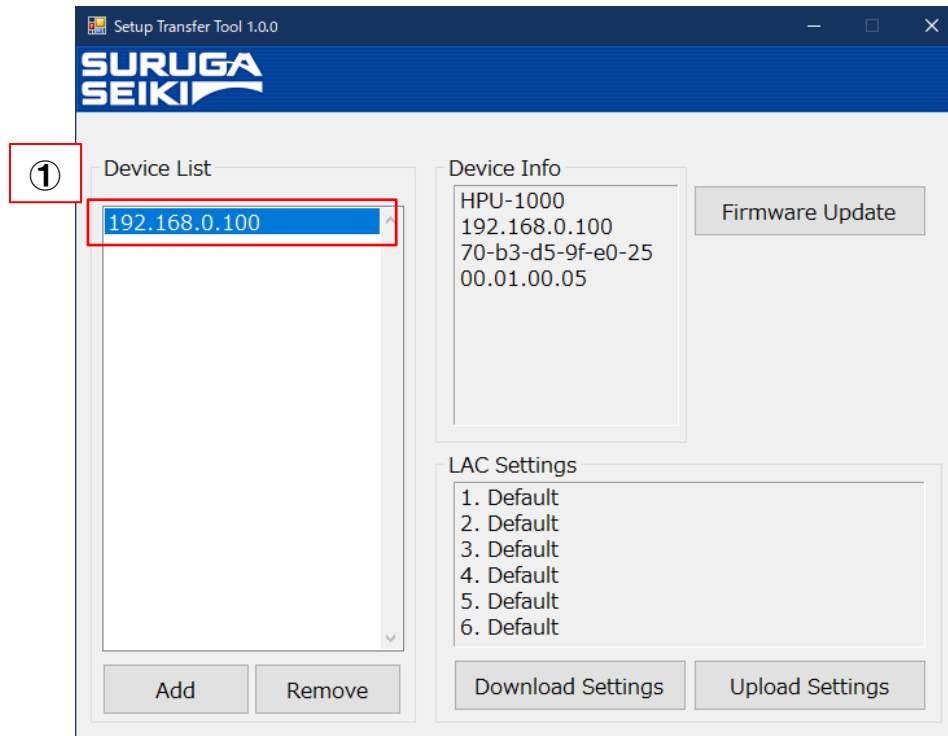 Setup Transfer Tool 1.0.0
SURUGA
SEIKI
①
Device List
192.168.0.100
Add
Remove
Device Info
HPU-1000
192.168.0.100
70-b3-d5-9f-e0-25
00.01.00.05
Firmware Update
LAC Settings
1. Default
2. Default
3. Default
4. Default
5. Default
6. Default
Download Settings
Upload Settings